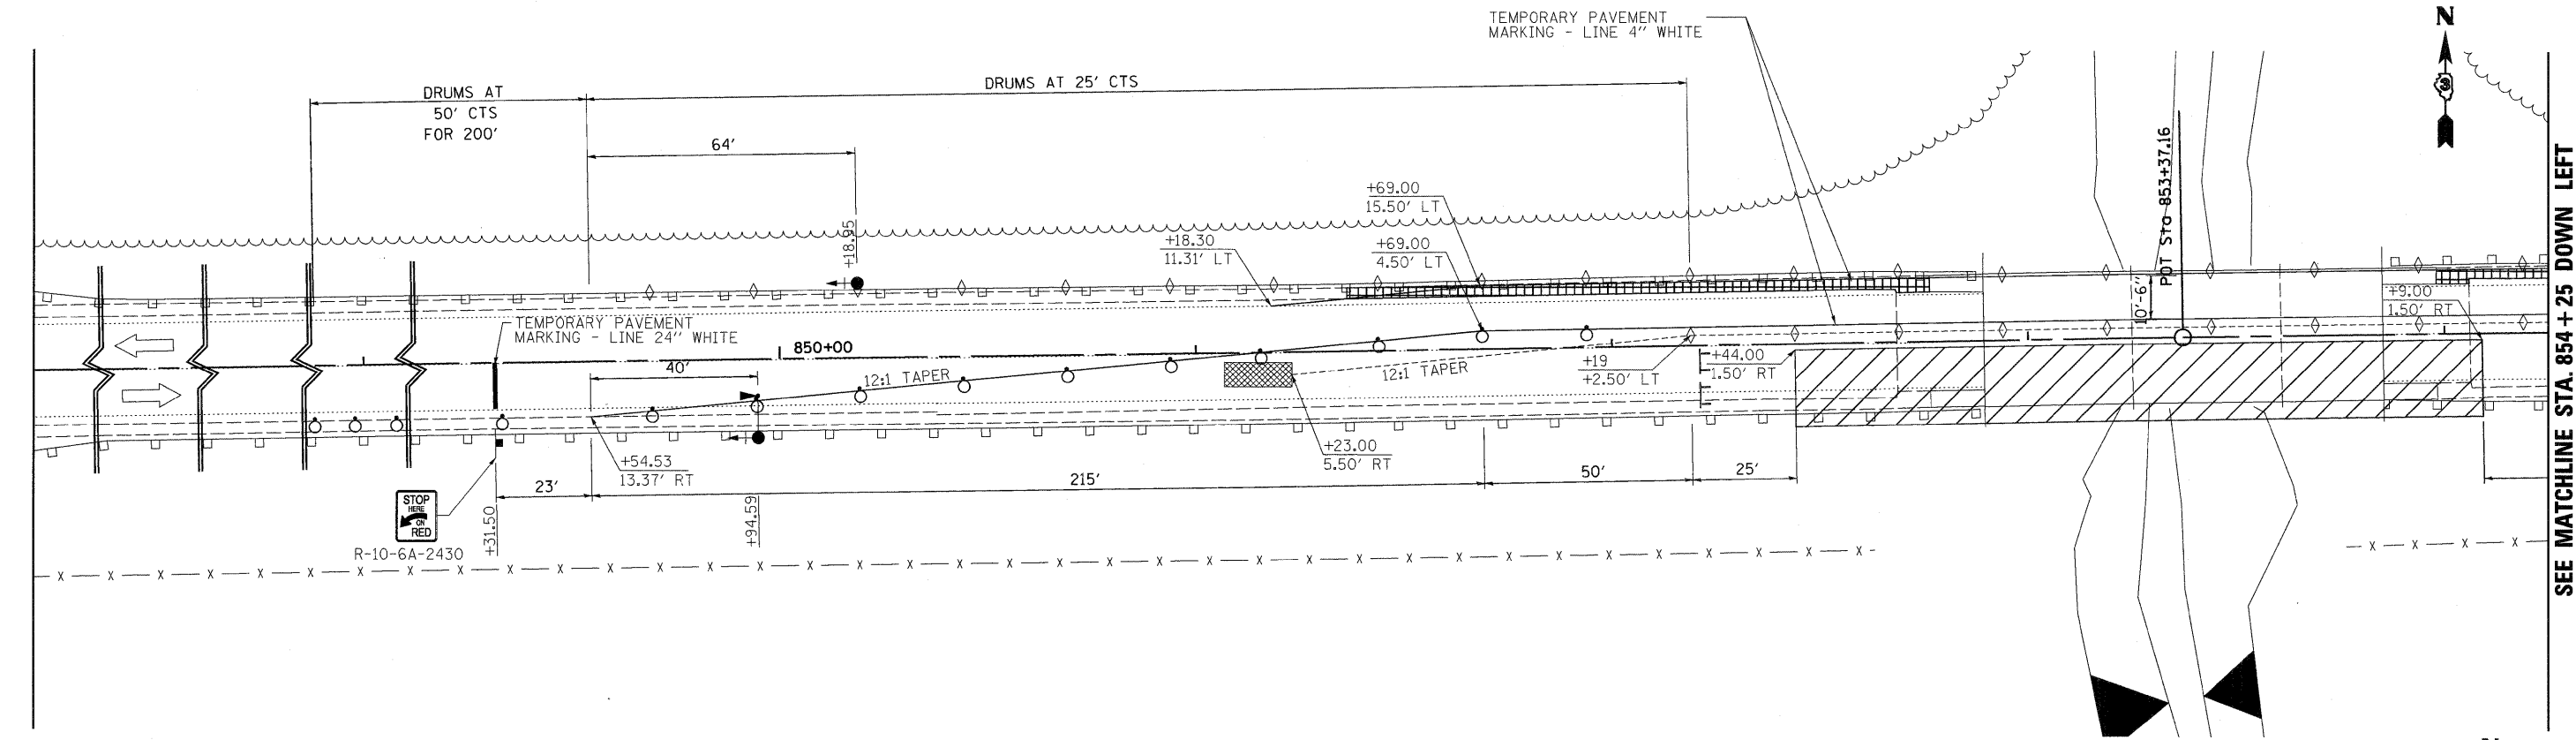 TEMPORARY PAVEMENT
MARKING - LINE 4" WHITE
N
DRUMS AT
50' CTS
FOR 200'
DRUMS AT 25' CTS
64'
+18.95
+69.00
15.50' LT
+18.30
11.31' LT
+69.00
4.50' LT
POT Sta 853+37.16
10'-6"
+9.00
1.50' RT
TEMPORARY PAVEMENT
MARKING - LINE 24" WHITE
850+00
40'
12:1 TAPER
12:1 TAPER
+19
+2.50' LT
+44.00
1.50' RT
+54.53
13.37' RT
+23.00
5.50' RT
23'
215'
50'
25'
STOP
HERE
ON
RED
R-10-6A-2430
+31.50
+94.59
X X X X X X X X X X X X X X X X X X X X X X X X X X X X X X X X X X X X X
X X X X
SEE MATCHLINE STA. 854+25 DOWN LEFT